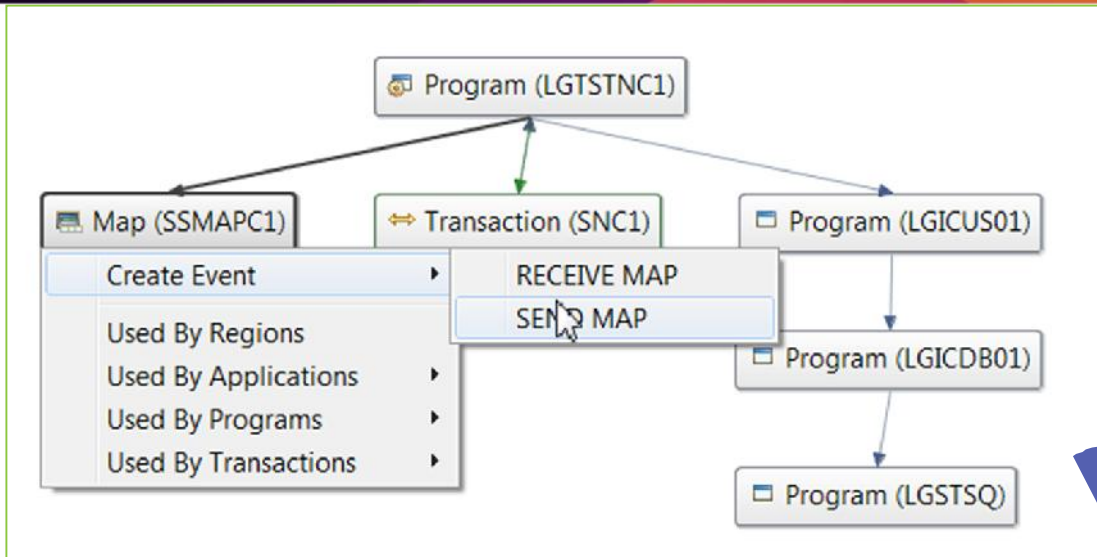 Program (LGTSTNC1)
Map (SSMAPC1)
Transaction (SNC1)
Program (LGICUS01)
Create Event
RECEIVE MAP
SEND MAP
Used By Regions
Used By Applications
Used By Programs
Used By Transactions
Program (LGICDB01)
Program (LGSTSQ)